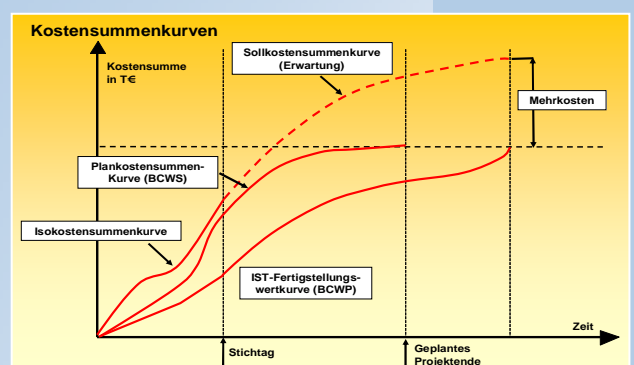 Kostensummenkurven
Kostensumme
in T€
Sollkostensummenkurve
(Erwartung)
Mehrkosten
Plankostensummen-
Kurve (BCWS)
Isokostensummenkurve
IST-Fertigstellungs-
wertkurve (BCWP)
Zeit
Stichtag
Geplantes
Projektende